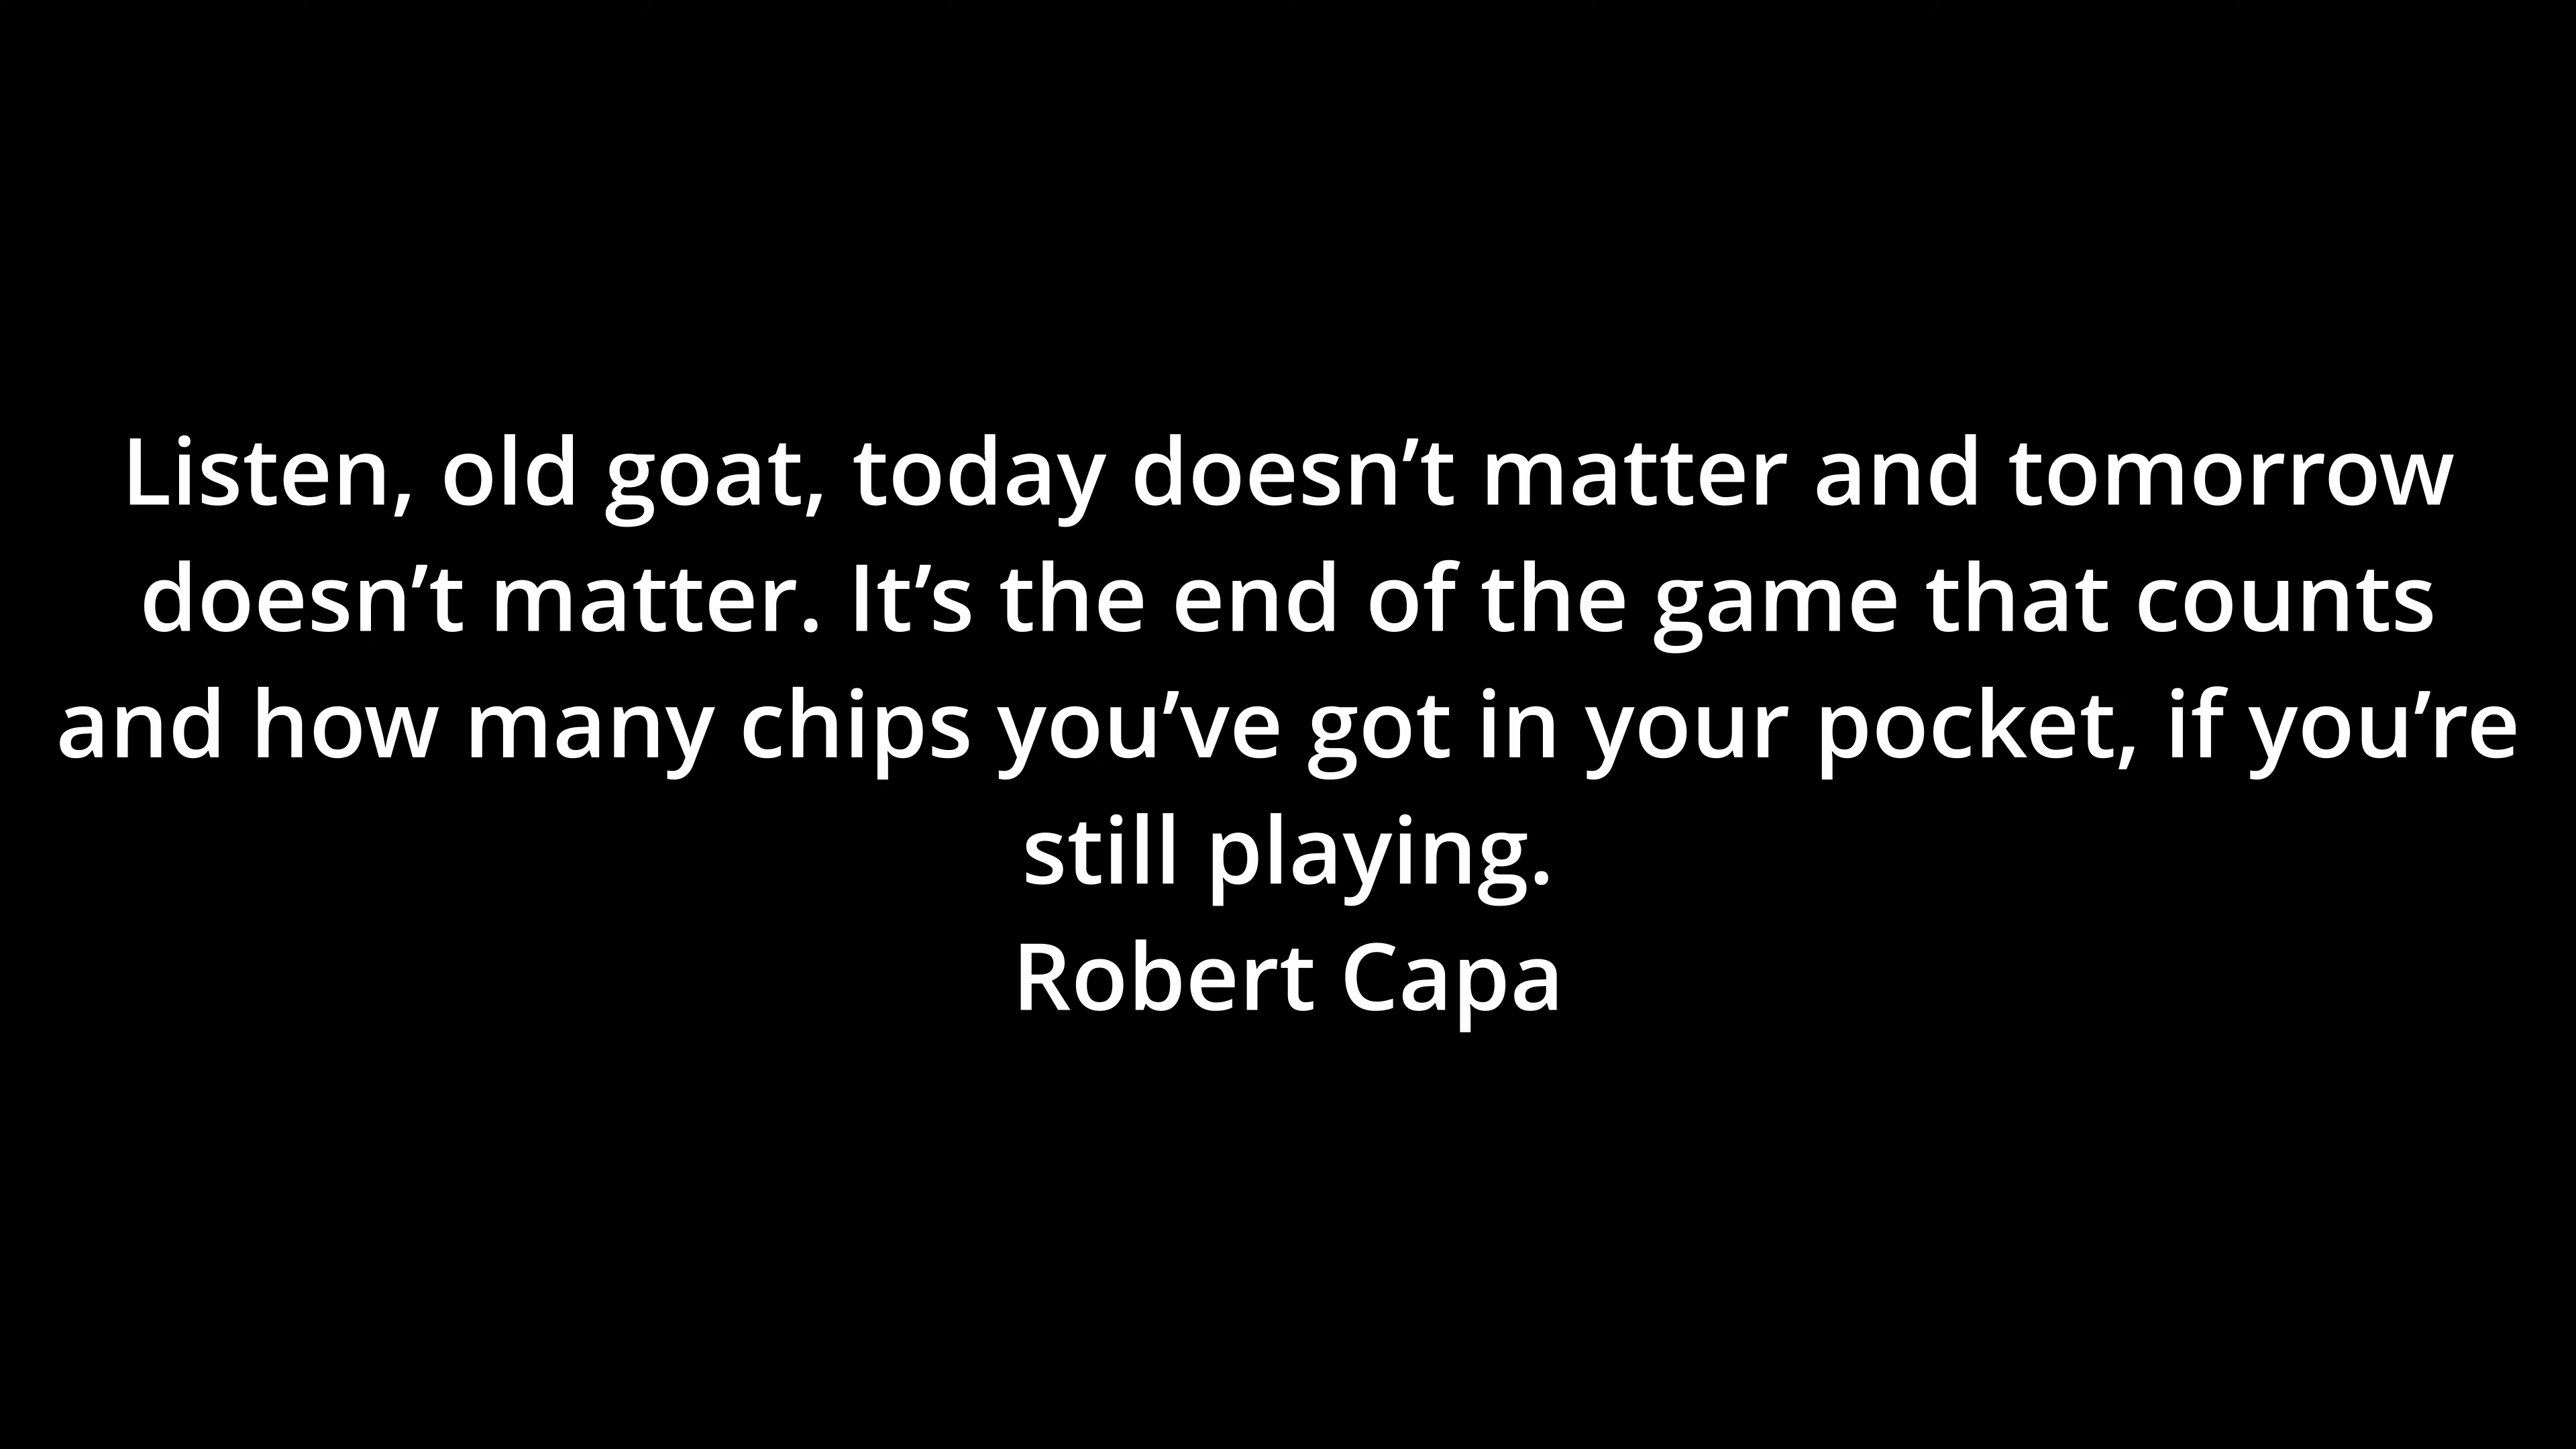 Listen, old goat, today doesn’t matter and tomorrow
doesn’t matter. It’s the end of the game that counts
and how many chips you’ve got in your pocket, if you’re
still playing.
Robert Capa